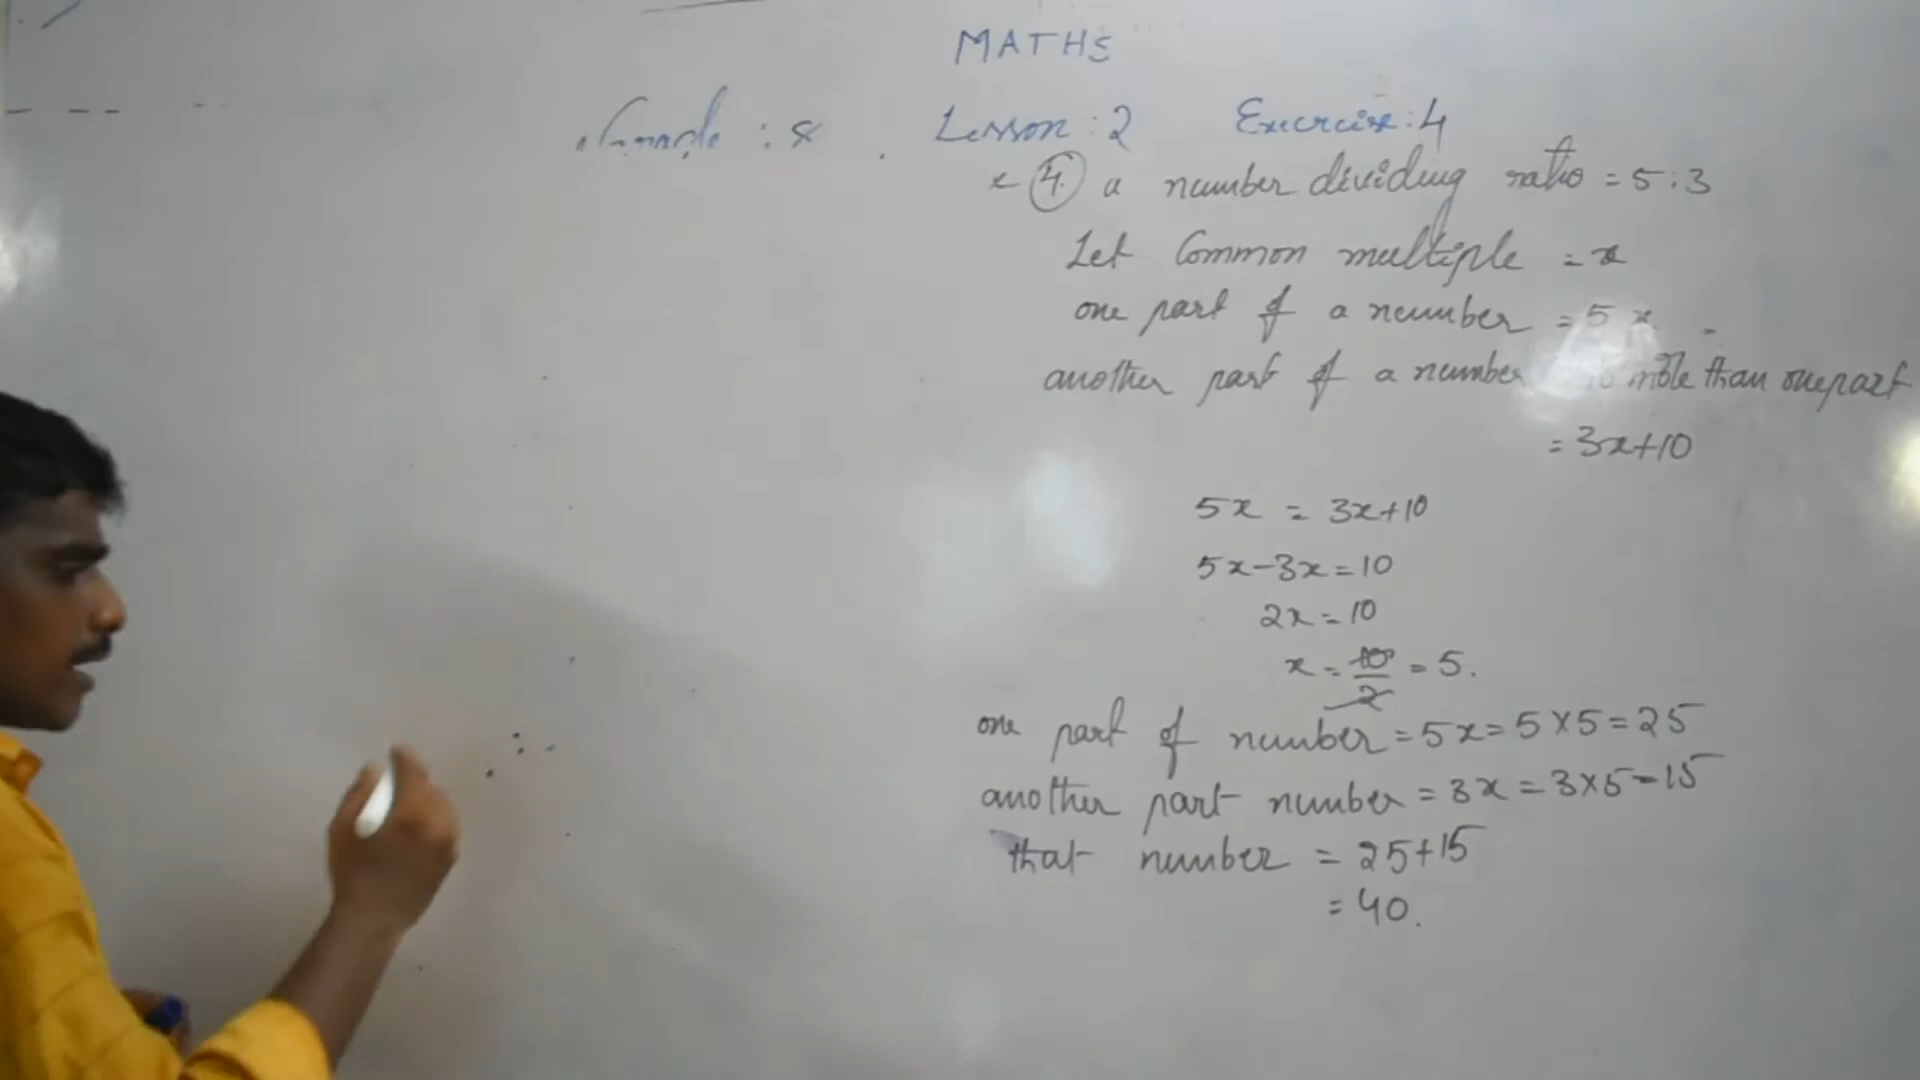 MATHS
Grade : 8 Lesson : 2 Exercise : 4
④ a number dividing ratio = 5 : 3
Let Common multiple = x
one part of a number = 5x
another part of a number 10 more than one part
= 3x+10
5x = 3x+10
5x-3x=10
2x=10
x = 10/2 = 5.
one part of number = 5x = 5×5 = 25
another part number = 3x = 3×5 = 15
that number = 25+15
= 40.